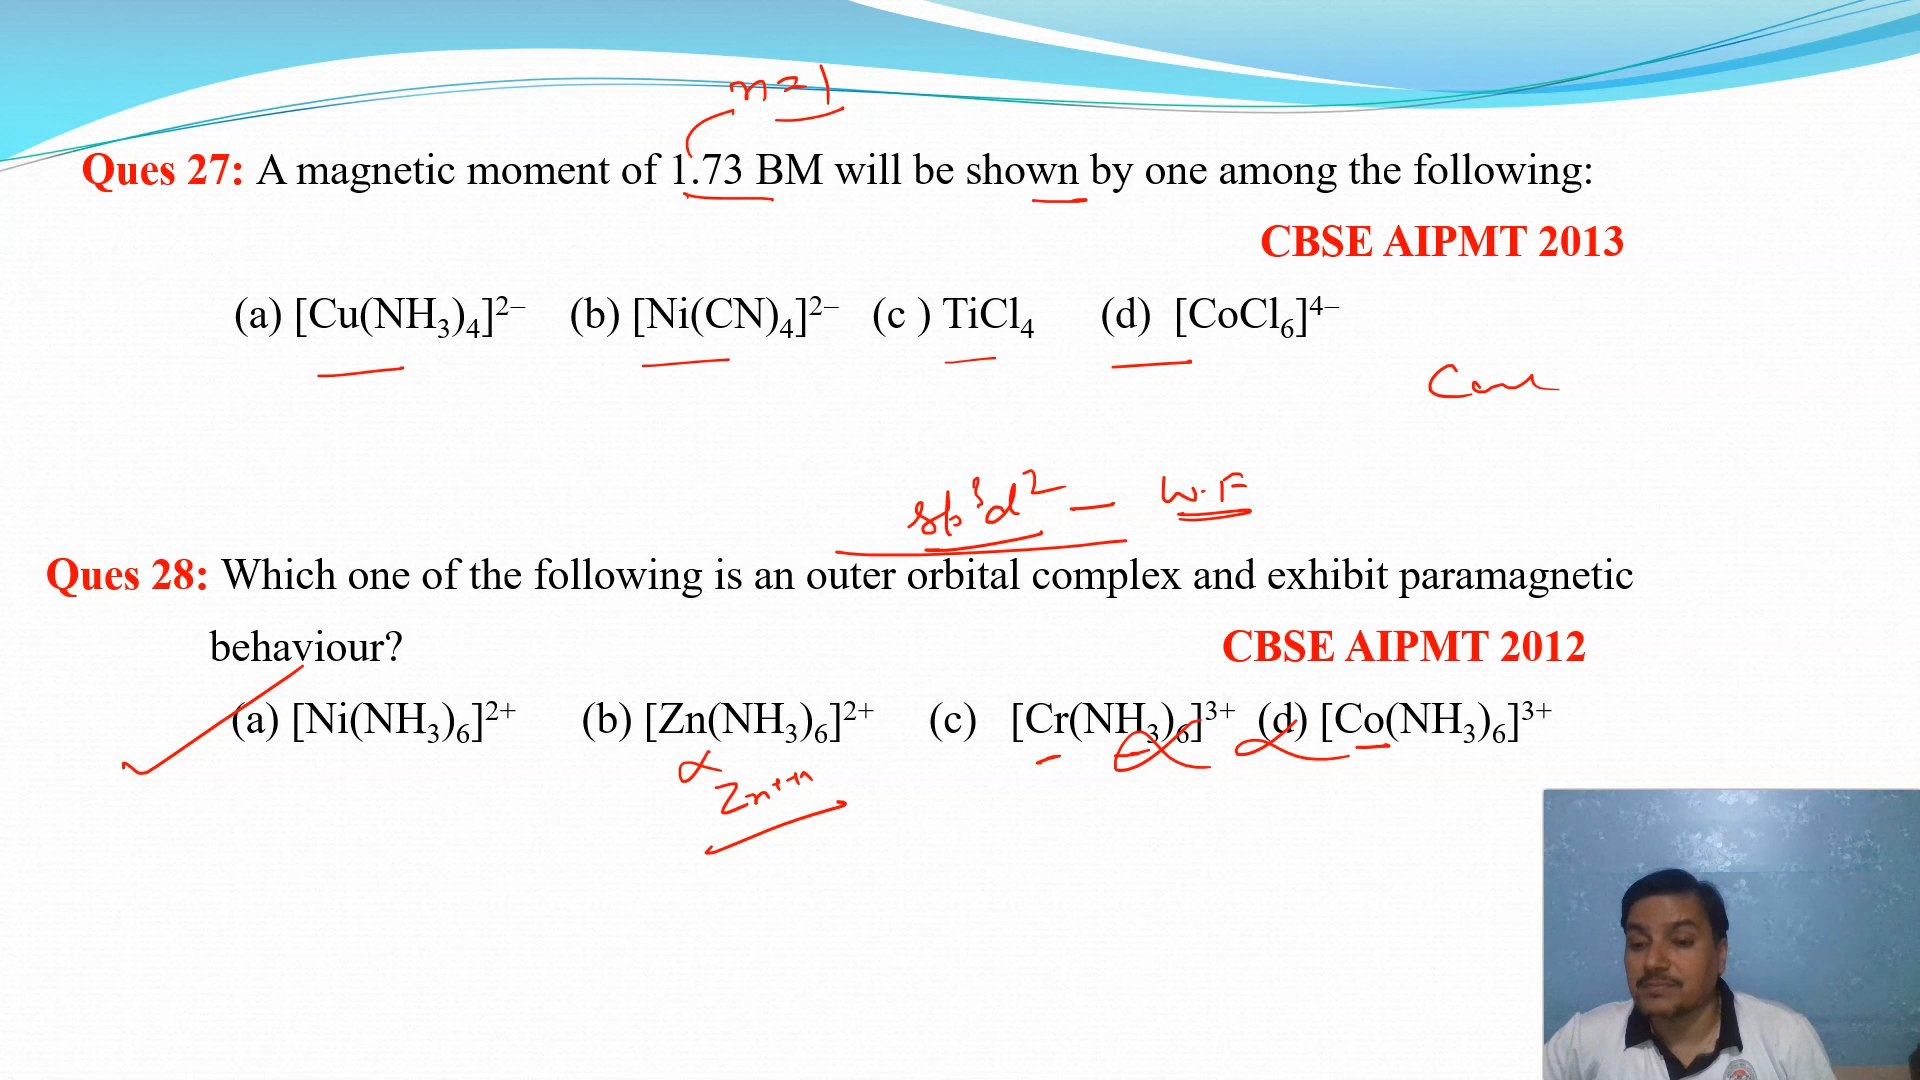 n=1
Ques 27: A magnetic moment of 1.73 BM will be shown by one among the following:
CBSE AIPMT 2013
(a) [Cu(NH₃)₄]²⁻ (b) [Ni(CN)₄]²⁻ (c ) TiCl₄ (d) [CoCl₆]⁴⁻
sp³d² – W.F
Ques 28: Which one of the following is an outer orbital complex and exhibit paramagnetic
behaviour? CBSE AIPMT 2012
(a) [Ni(NH₃)₆]²⁺ (b) [Zn(NH₃)₆]²⁺ (c) [Cr(NH₃)₆]³⁺ (d) [Co(NH₃)₆]³⁺